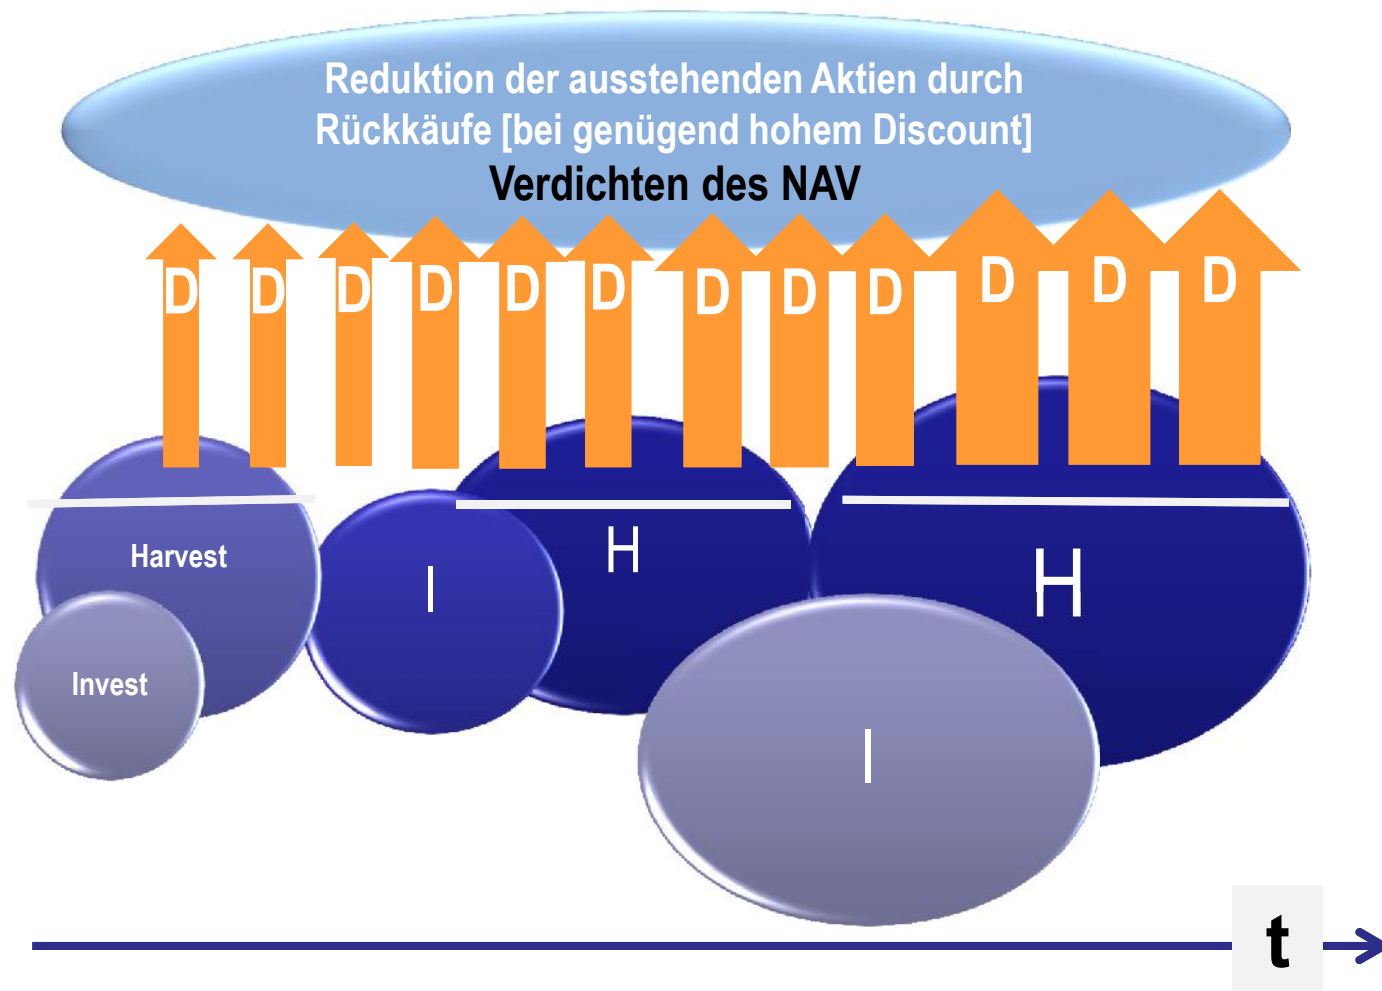 Reduktion der ausstehenden Aktien durch
Rückkäufe [bei genügend hohem Discount]
Verdichten des NAV
D D D D D D D D D D D D
Harvest
I
H
H
Invest
I
t